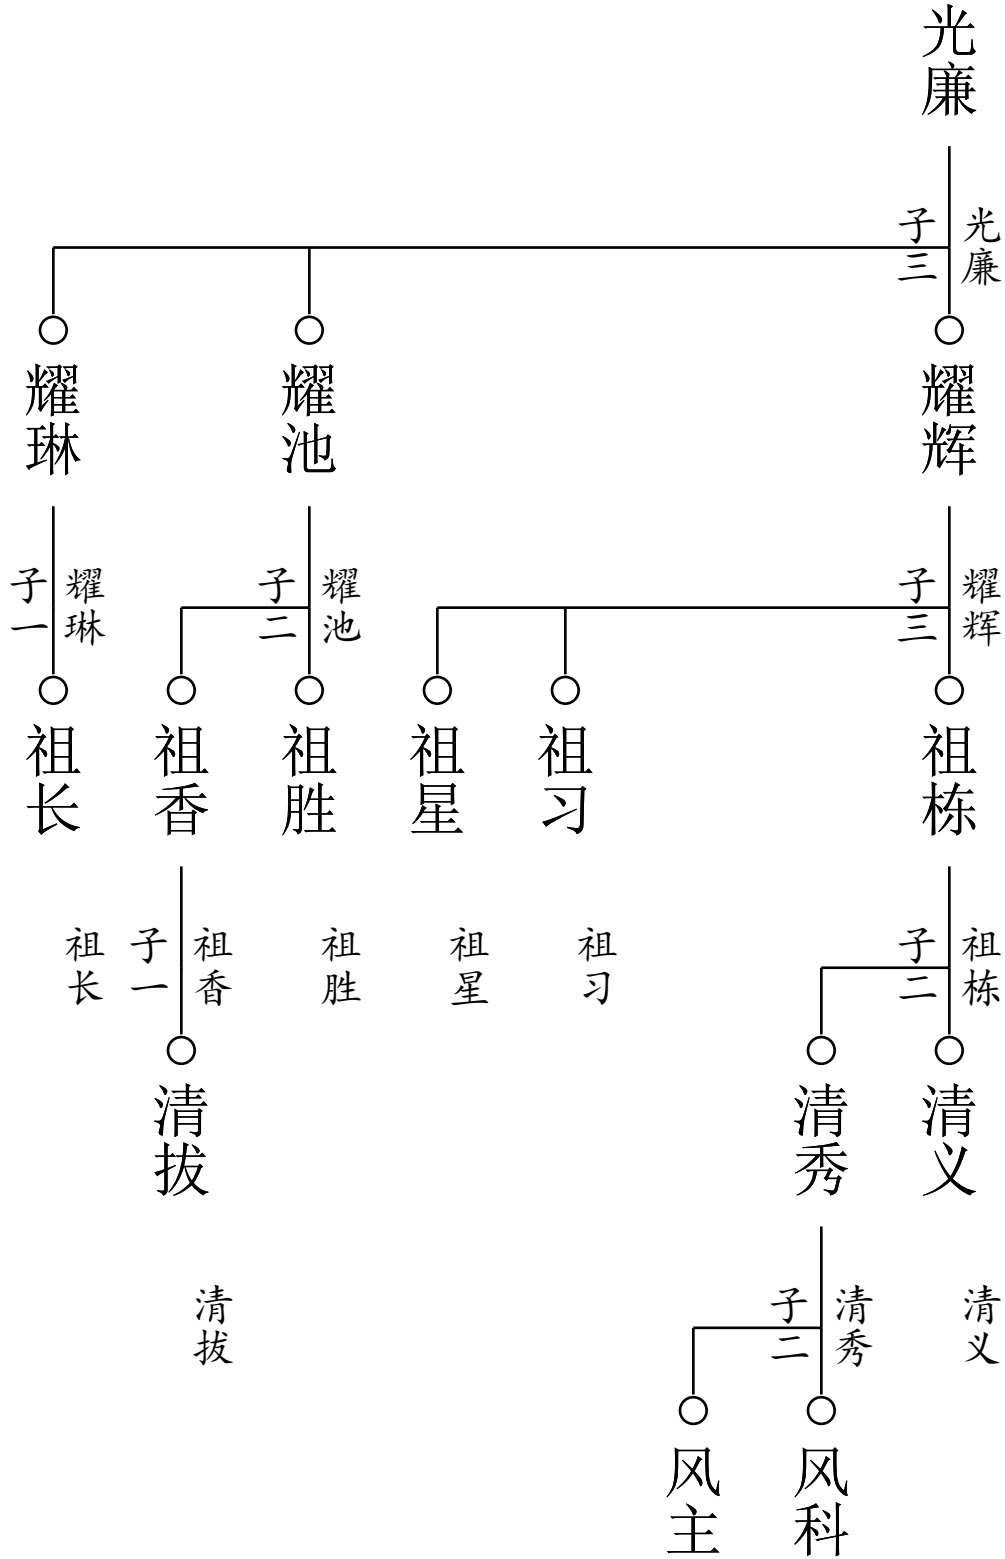 光廉
光廉
子三
耀辉
耀池
耀琳
耀辉
子三
耀池
子二
耀琳
子一
祖栋
祖习
祖星
祖胜
祖香
祖长
祖栋
子二
祖习
祖星
祖胜
祖香
子一
祖长
清义
清秀
清拔
清义
清秀
子二
清拔
风科
风主